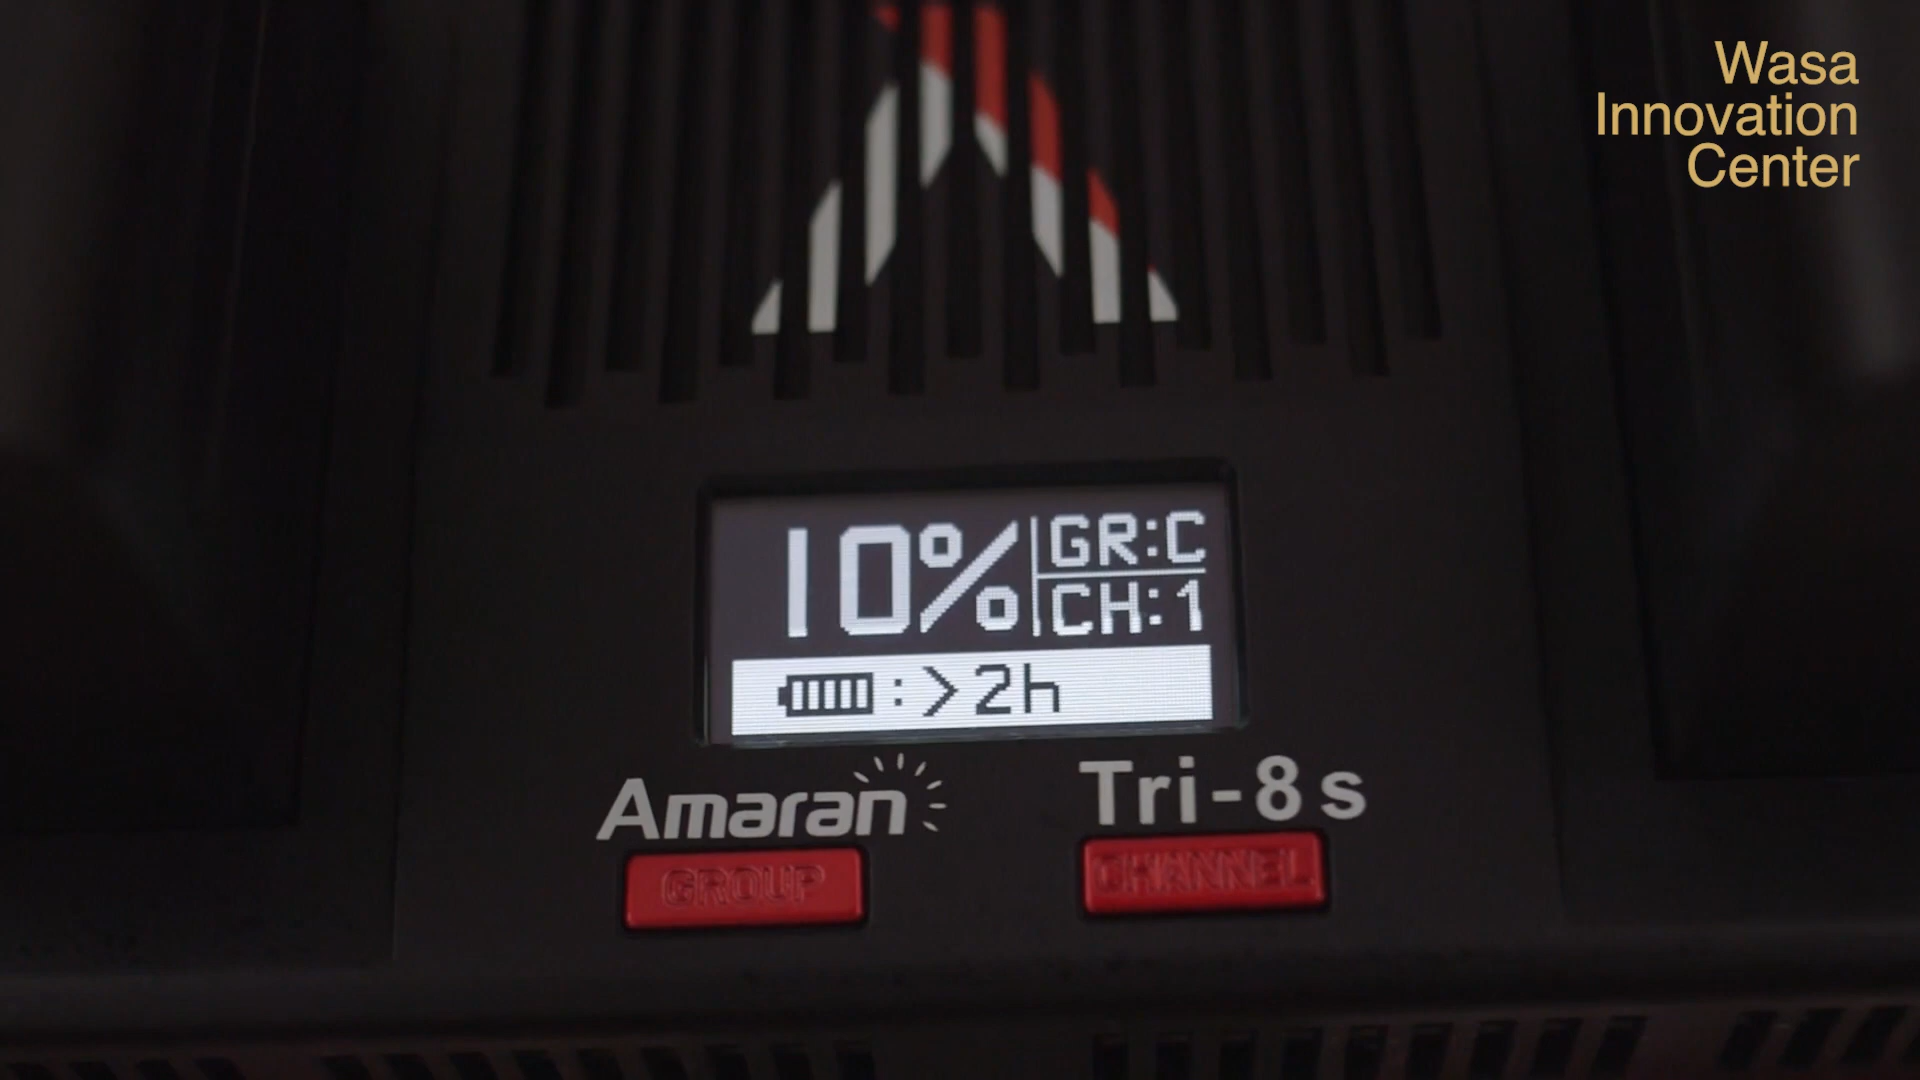 Wasa
Innovation
Center
10%
GR:C
CH:1
:>2h
Amaran
Tri-8s
GROUP
CHANNEL